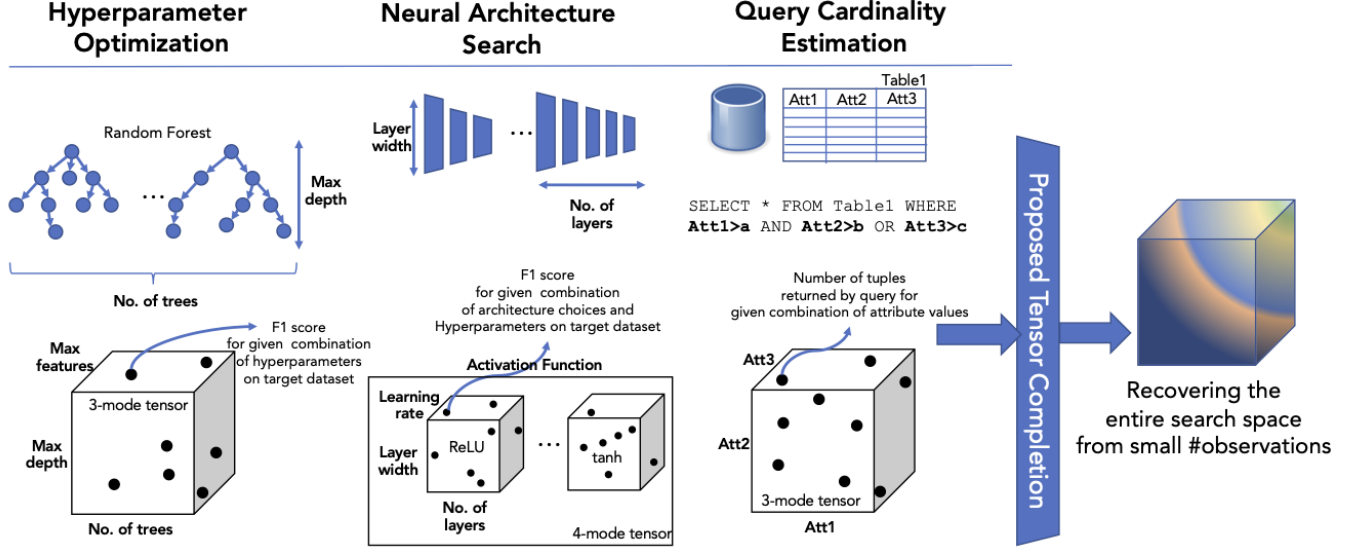 Hyperparameter
Optimization
Neural Architecture
Search
Query Cardinality
Estimation
Random Forest
Max
depth
...
No. of trees
Layer
width
...
No. of
layers
Table1
Att1 Att2 Att3
SELECT * FROM Table1 WHERE
Att1>a AND Att2>b OR Att3>c
F1 score
for given combination
of hyperparameters
on target dataset
Max
features
3-mode tensor
Max
depth
No. of trees
F1 score
for given combination
of architecture choices and
Hyperparameters on target dataset
Activation Function
Learning
rate
Layer
width
ReLU
...
tanh
No. of
layers
4-mode tensor
Number of tuples
returned by query for
given combination of attribute values
Att3
Att2
3-mode tensor
Att1
Proposed Tensor Completion
Recovering the
entire search space
from small #observations